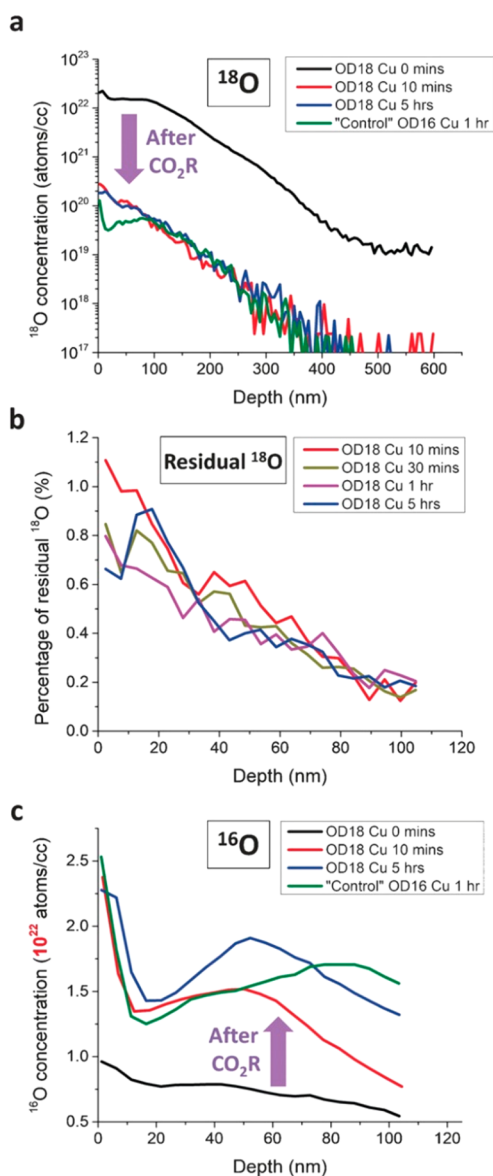 a
¹⁸O
OD18 Cu 0 mins
OD18 Cu 10 mins
OD18 Cu 5 hrs
"Control" OD16 Cu 1 hr
After
CO₂R
¹⁸O concentration (atoms/cc)
10²³
10²²
10²¹
10²⁰
10¹⁹
10¹⁸
10¹⁷
0 100 200 300 400 500 600
Depth (nm)
b
Residual ¹⁸O
OD18 Cu 10 mins
OD18 Cu 30 mins
OD18 Cu 1 hr
OD18 Cu 5 hrs
Percentage of residual ¹⁸O (%)
1.2
1.0
0.8
0.6
0.4
0.2
0.0
0 20 40 60 80 100 120
Depth (nm)
c
¹⁶O
OD18 Cu 0 mins
OD18 Cu 10 mins
OD18 Cu 5 hrs
"Control" OD16 Cu 1 hr
After
CO₂R
¹⁶O concentration (10²² atoms/cc)
2.5
2.0
1.5
1.0
0.5
0 20 40 60 80 100 120
Depth (nm)